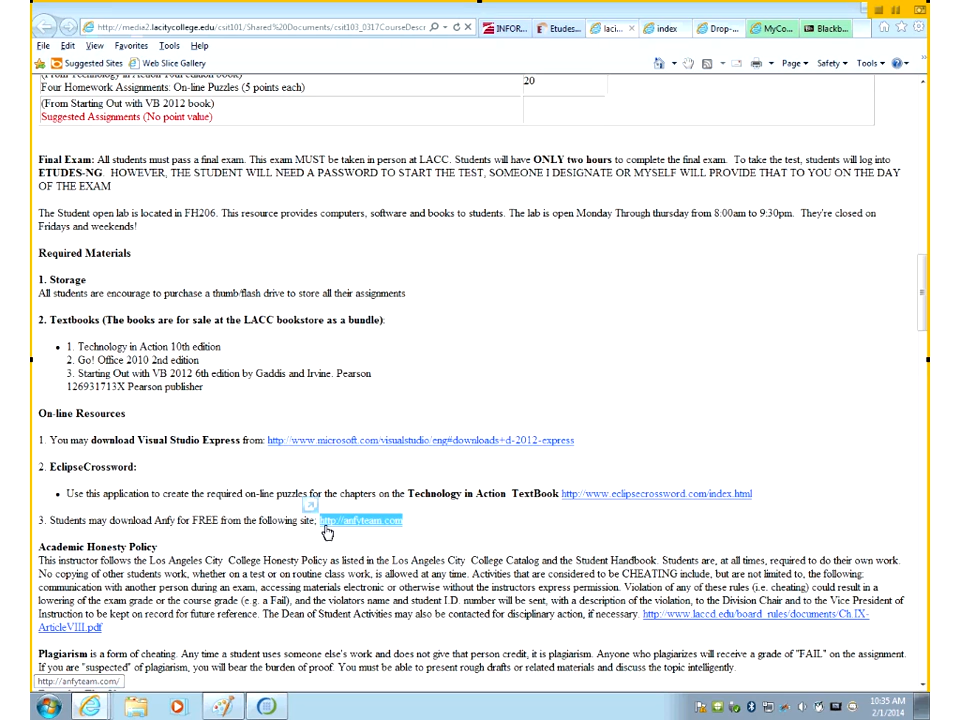 http://media2.lacitycollege.edu/csit101/Shared%20Documents/csit103_0317CourseDescr
INFOR...
Etudes...
laci...
index
Drop-...
MyCo...
Blackb...
File Edit View Favorites Tools Help
Suggested Sites Web Slice Gallery
Page Safety Tools
(From Technology in Action 10th edition book)
Four Homework Assignments: On-line Puzzles (5 points each)
20
(From Starting Out with VB 2012 book)
Suggested Assignments (No point value)
Final Exam: All students must pass a final exam. This exam MUST be taken in person at LACC. Students will have ONLY two hours to complete the final exam. To take the test, students will log into
ETUDES-NG. HOWEVER, THE STUDENT WILL NEED A PASSWORD TO START THE TEST, SOMEONE I DESIGNATE OR MYSELF WILL PROVIDE THAT TO YOU ON THE DAY
OF THE EXAM
The Student open lab is located in FH206. This resource provides computers, software and books to students. The lab is open Monday Through thursday from 8:00am to 9:30pm. They're closed on
Fridays and weekends!
Required Materials
1. Storage
All students are encourage to purchase a thumb/flash drive to store all their assignments
2. Textbooks (The books are for sale at the LACC bookstore as a bundle):
• 1. Technology in Action 10th edition
2. Go! Office 2010 2nd edition
3. Starting Out with VB 2012 6th edition by Gaddis and Irvine. Pearson
126931713X Pearson publisher
On-line Resources
1. You may download Visual Studio Express from: http://www.microsoft.com/visualstudio/eng#downloads+d-2012-express
2. EclipseCrossword:
• Use this application to create the required on-line puzzles for the chapters on the Technology in Action TextBook http://www.eclipsecrossword.com/index.html
3. Students may download Anfy for FREE from the following site; http://anfyteam.com
Academic Honesty Policy
This instructor follows the Los Angeles City College Honesty Policy as listed in the Los Angeles City College Catalog and the Student Handbook. Students are, at all times, required to do their own work.
No copying of other students work, whether on a test or on routine class work, is allowed at any time. Activities that are considered to be CHEATING include, but are not limited to, the following:
communication with another person during an exam, accessing materials electronic or otherwise without the instructors express permission. Violation of any of these rules (i.e. cheating) could result in a
lowering of the exam grade or the course grade (e.g. a Fail), and the violators name and student I.D. number will be sent, with a description of the violation, to the Division Chair and to the Vice President of
Instruction to be kept on record for future reference. The Dean of Student Activities may also be contacted for disciplinary action, if necessary. http://www.laccd.edu/board_rules/documents/Ch.IX-
ArticleVIII.pdf
Plagiarism is a form of cheating. Any time a student uses someone else's work and does not give that person credit, it is plagiarism. Anyone who plagiarizes will receive a grade of "FAIL" on the assignment.
If you are "suspected" of plagiarism, you will bear the burden of proof. You must be able to present rough drafts or related materials and discuss the topic intelligently.
http://anfyteam.com/
10:35 AM
2/1/2014